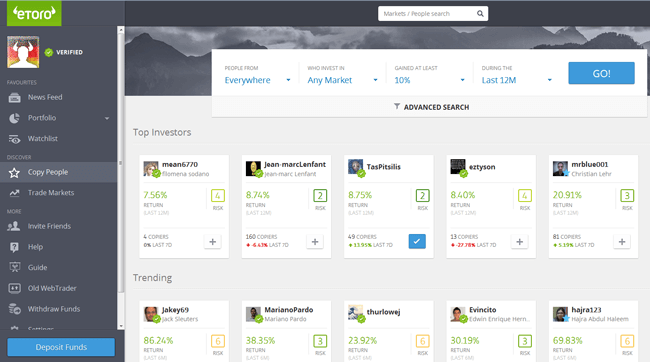 eToro
Markets / People search
VERIFIED
FAVOURITES
News Feed
Portfolio
Watchlist
DISCOVER
Copy People
Trade Markets
MORE
Invite Friends
Help
Guide
Old WebTrader
Withdraw Funds
Settings
Deposit Funds
PEOPLE FROM WHO INVEST IN GAINED AT LEAST DURING THE
Everywhere Any Market 10% Last 12M GO!
ADVANCED SEARCH
Top Investors
mean6770 Jean-marcLenfant TasPitsilis eztyson mrblue001
filomena sodano Jean-marc Lenfant Christian Lehr
7.56% 4 8.74% 2 8.75% 2 8.40% 4 20.91% 3
RETURN RISK RETURN RISK RETURN RISK RETURN RISK RETURN RISK
(LAST 12M) (LAST 12M) (LAST 12M) (LAST 12M) (LAST 12M)
4 COPIERS 160 COPIERS 49 COPIERS 13 COPIERS 81 COPIERS
0% LAST 7D -6.43% LAST 7D 13.95% LAST 7D -27.78% LAST 7D 5.19% LAST 7D
Trending
Jakey69 MarianoPardo thurlowej Evincito hajra123
Jack Sleuters Mariano Pardo Edwin Enrique Hern... Hajra Abdul Haleem
86.24% 6 38.35% 3 23.92% 6 30.19% 3 69.83% 6
RETURN RISK RETURN RISK RETURN RISK RETURN RISK RETURN RISK